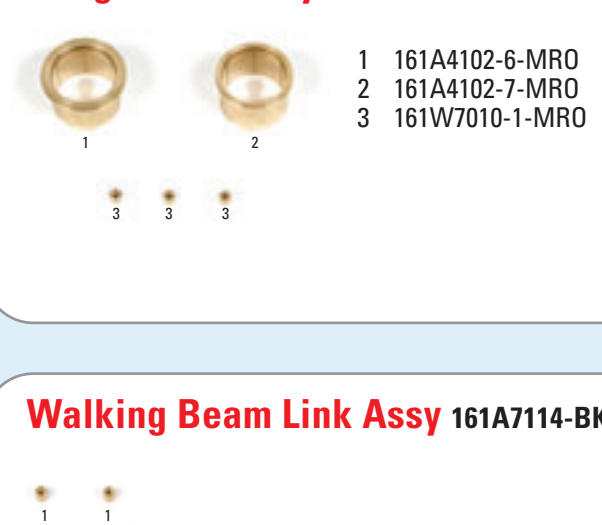 1 161A4102-6-MRO
2 161A4102-7-MRO
3 161W7010-1-MRO
1 2
3 3 3
Walking Beam Link Assy 161A7114-BK
1 1